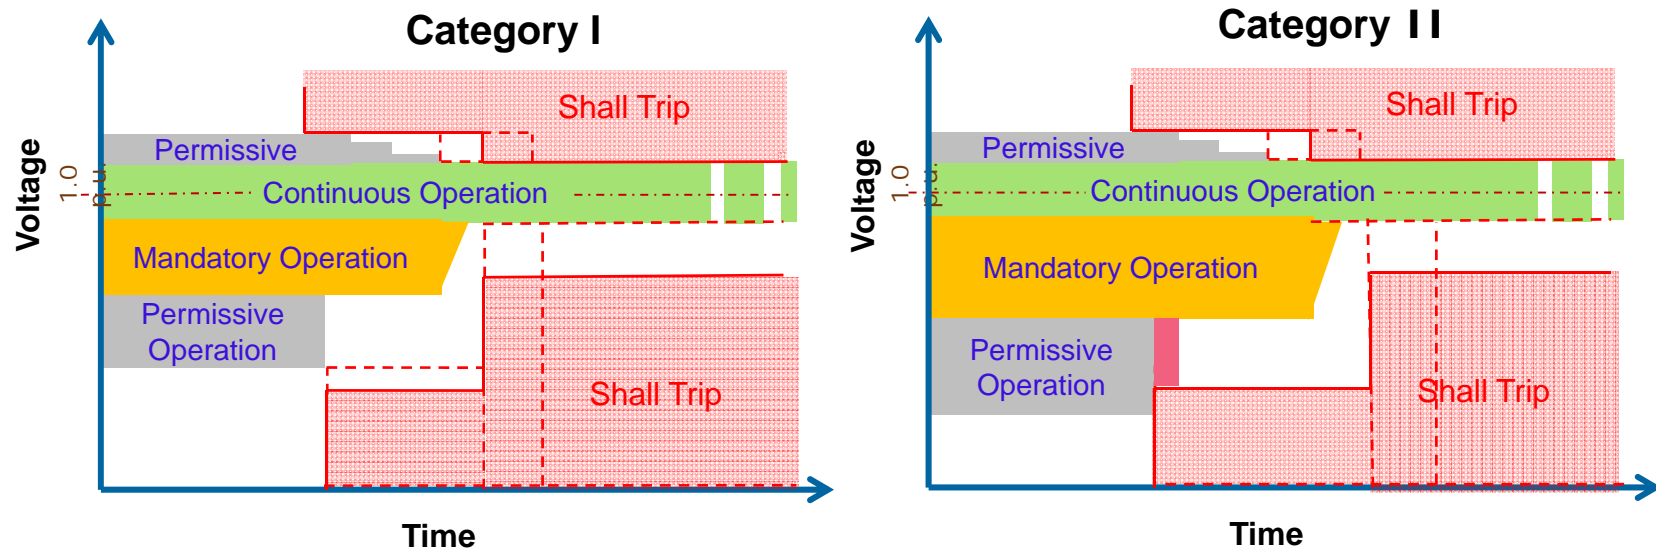 Category I
Shall Trip
Permissive
Voltage
1.0
p.u.
Continuous Operation
Mandatory Operation
Permissive
Operation
Shall Trip
Time
Category II
Shall Trip
Permissive
Voltage
1.0
p.u.
Continuous Operation
Mandatory Operation
Permissive
Operation
Shall Trip
Time